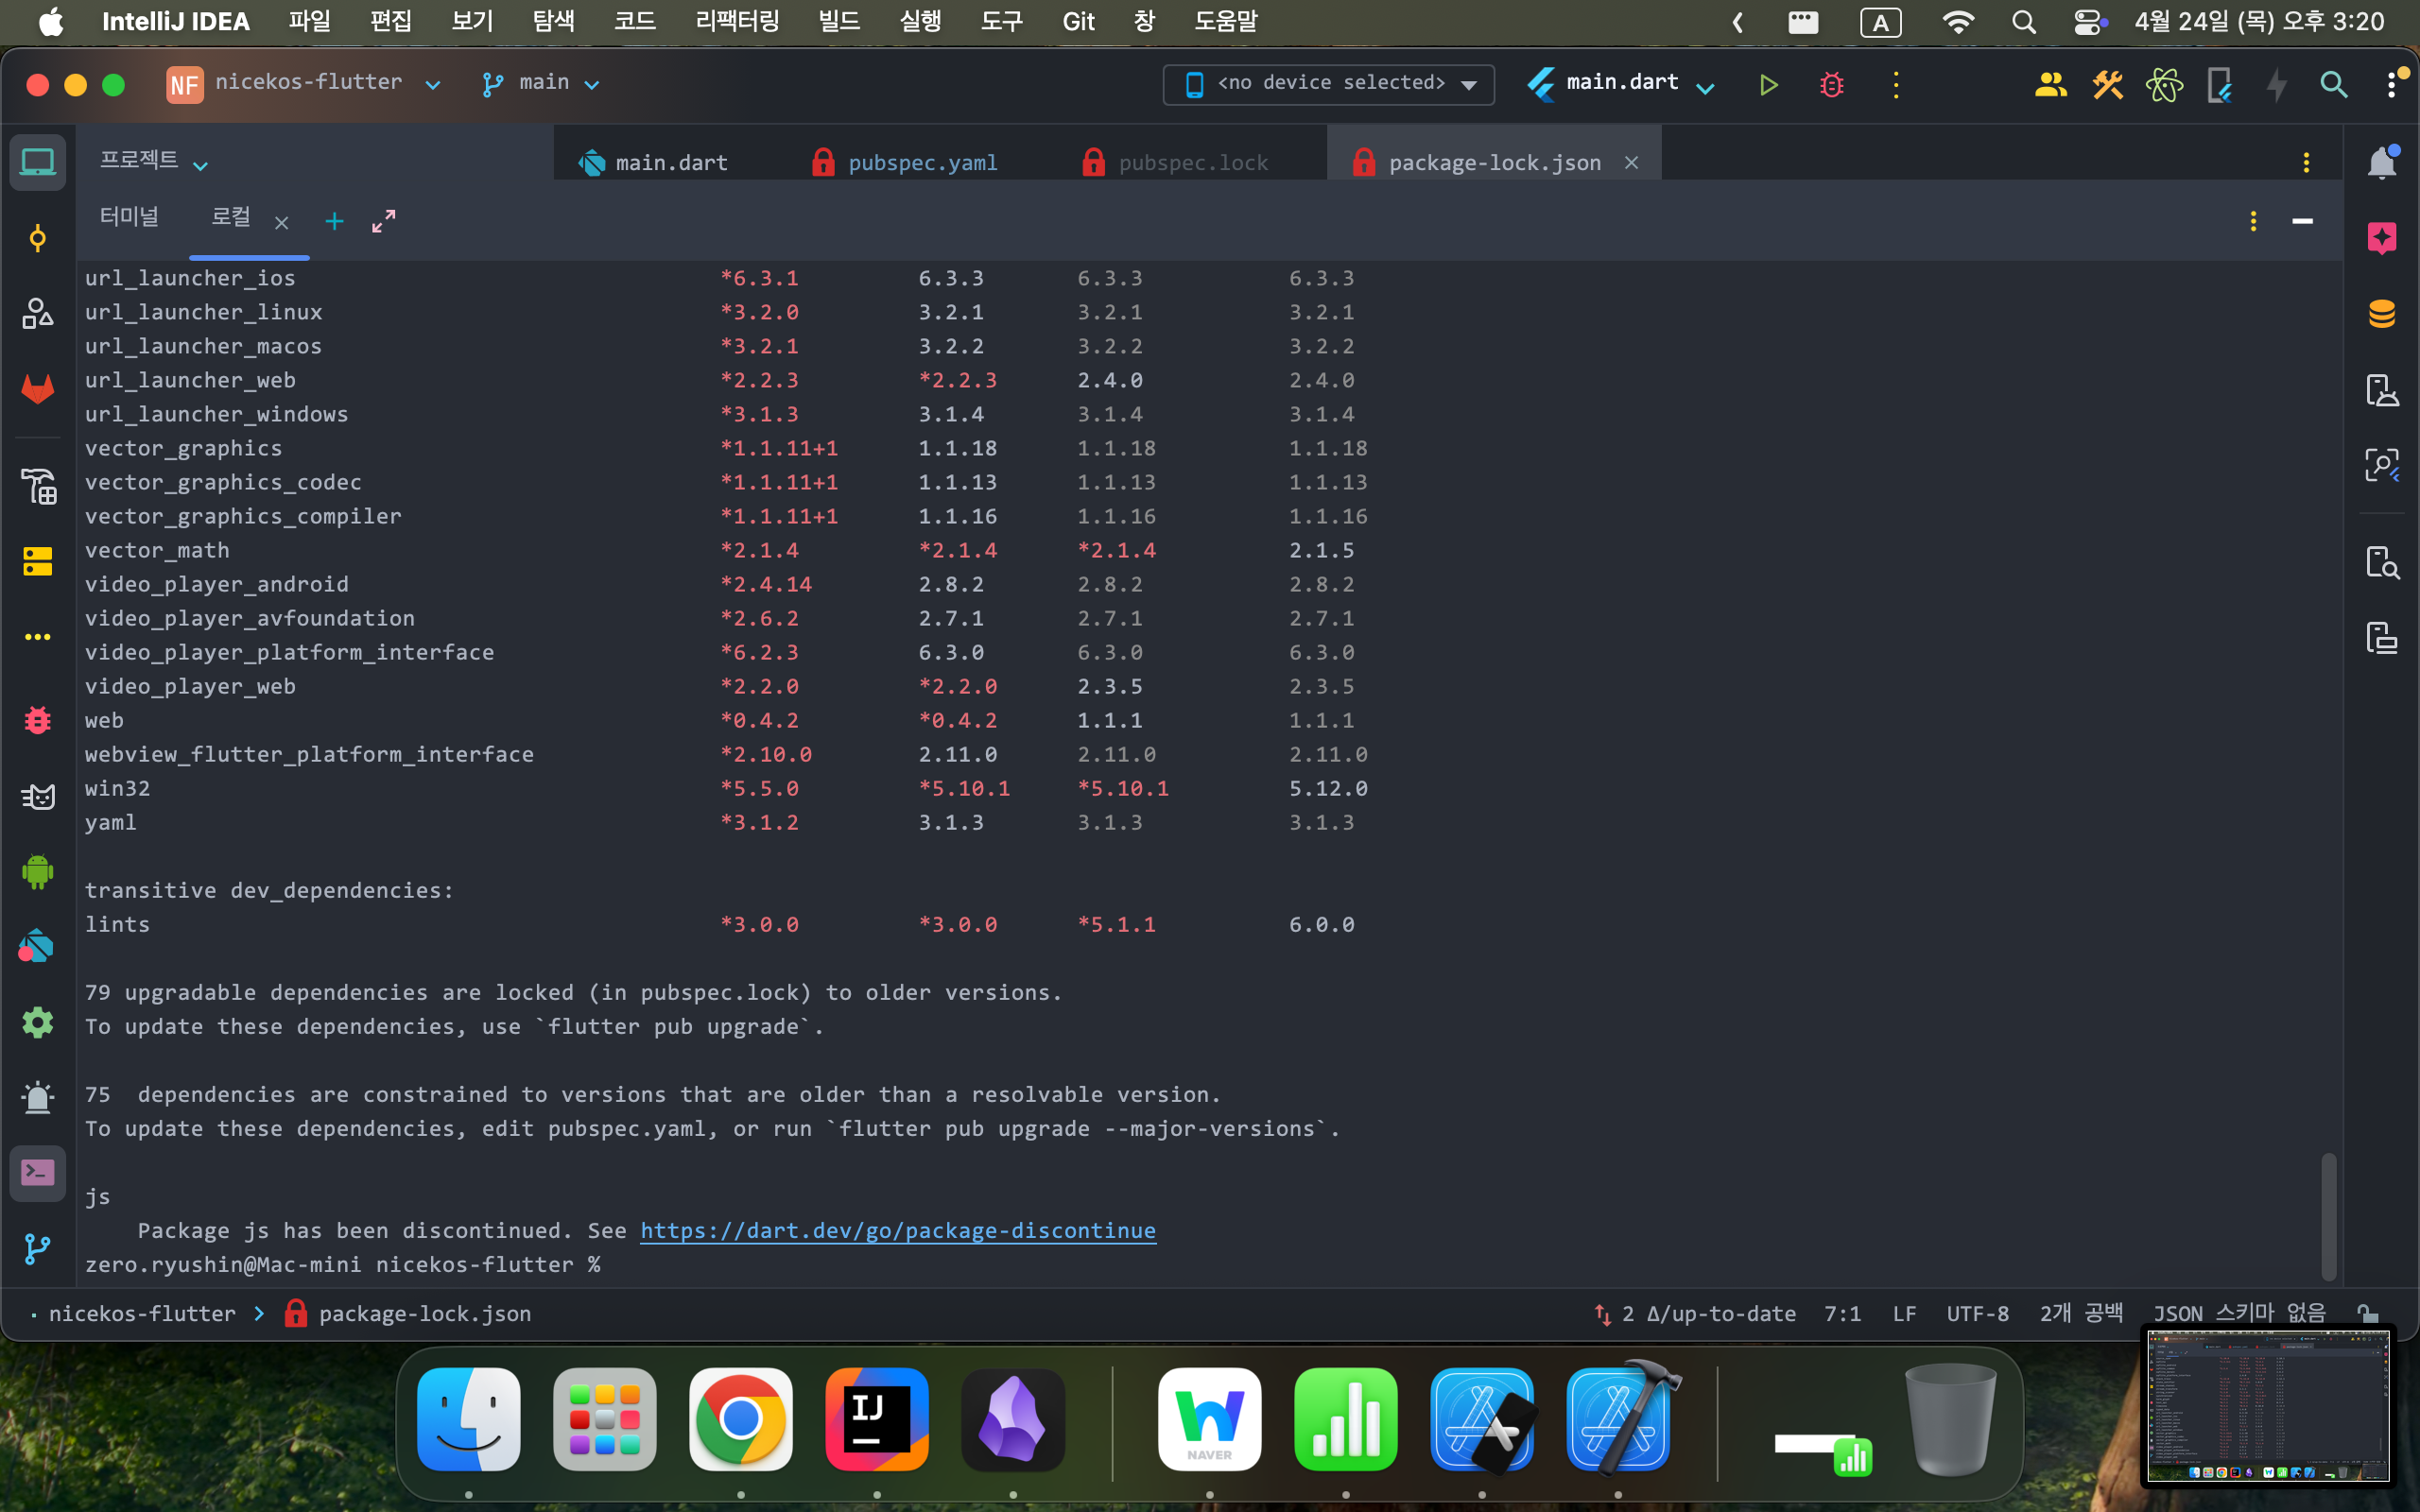 IntelliJ IDEA 파일 편집 보기 탐색 코드 리팩터링 빌드 실행 도구 Git 창 도움말 A 4월 24일 (목) 오후 3:20
NF nicekos-flutter main <no device selected> main.dart
프로젝트 main.dart pubspec.yaml pubspec.lock package-lock.json
터미널 로컬
url_launcher_ios *6.3.1 6.3.3 6.3.3 6.3.3
url_launcher_linux *3.2.0 3.2.1 3.2.1 3.2.1
url_launcher_macos *3.2.1 3.2.2 3.2.2 3.2.2
url_launcher_web *2.2.3 *2.2.3 2.4.0 2.4.0
url_launcher_windows *3.1.3 3.1.4 3.1.4 3.1.4
vector_graphics *1.1.11+1 1.1.18 1.1.18 1.1.18
vector_graphics_codec *1.1.11+1 1.1.13 1.1.13 1.1.13
vector_graphics_compiler *1.1.11+1 1.1.16 1.1.16 1.1.16
vector_math *2.1.4 *2.1.4 *2.1.4 2.1.5
video_player_android *2.4.14 2.8.2 2.8.2 2.8.2
video_player_avfoundation *2.6.2 2.7.1 2.7.1 2.7.1
video_player_platform_interface *6.2.3 6.3.0 6.3.0 6.3.0
video_player_web *2.2.0 *2.2.0 2.3.5 2.3.5
web *0.4.2 *0.4.2 1.1.1 1.1.1
webview_flutter_platform_interface *2.10.0 2.11.0 2.11.0 2.11.0
win32 *5.5.0 *5.10.1 *5.10.1 5.12.0
yaml *3.1.2 3.1.3 3.1.3 3.1.3
transitive dev_dependencies:
lints *3.0.0 *3.0.0 *5.1.1 6.0.0
79 upgradable dependencies are locked (in pubspec.lock) to older versions.
To update these dependencies, use `flutter pub upgrade`.
75  dependencies are constrained to versions that are older than a resolvable version.
To update these dependencies, edit pubspec.yaml, or run `flutter pub upgrade --major-versions`.
js
Package js has been discontinued. See https://dart.dev/go/package-discontinue
zero.ryushin@Mac-mini nicekos-flutter %
nicekos-flutter package-lock.json 2 Δ/up-to-date 7:1 LF UTF-8 2개 공백 JSON 스키마 없음
IJ
W
NAVER